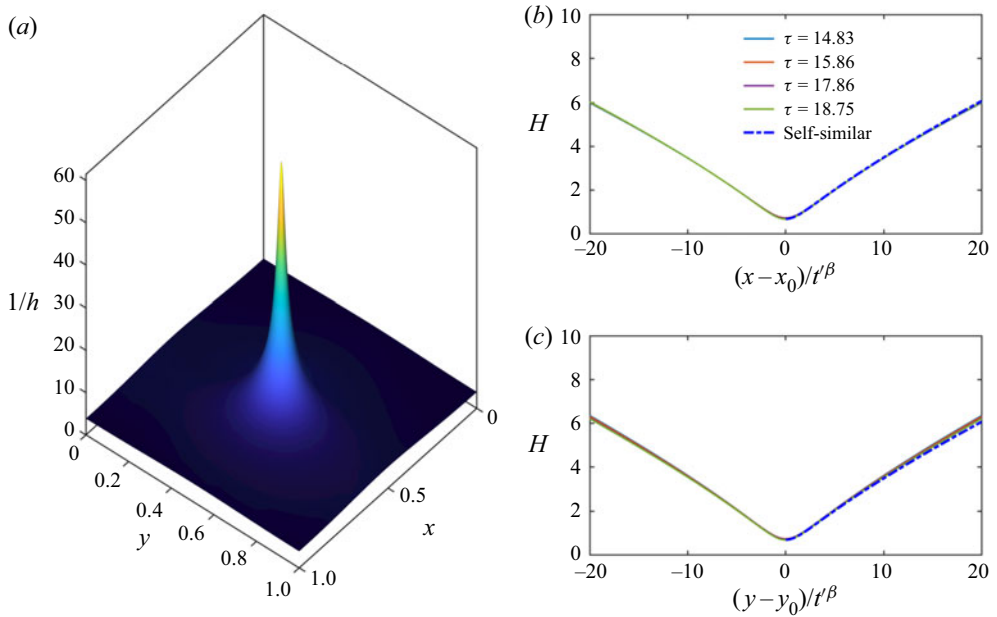 (a)
60
50
40
1/h
30
20
10
0
0
0.2
0.4
y
0.6
0.8
1.0
1.0
x
0.5
0
(b)
10
8
6
H
4
2
0
τ = 14.83
τ = 15.86
τ = 17.86
τ = 18.75
Self-similar
–20
–10
0
10
20
(x – x₀)/t′ᵝ
(c)
10
8
6
H
4
2
0
–20
–10
0
10
20
(y – y₀)/t′ᵝ